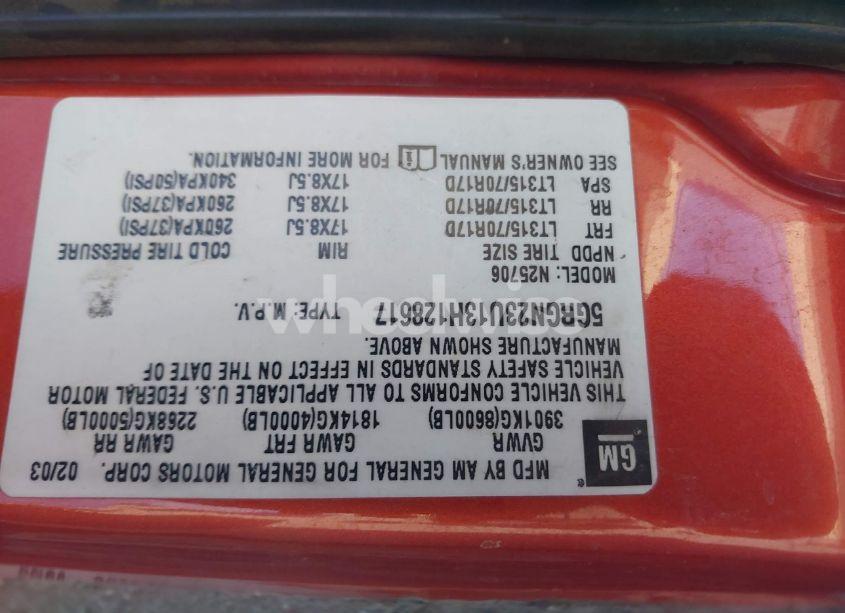 GM
MFD BY AM GENERAL FOR GENERAL MOTORS CORP. 02/03
GVWR GAWR FRT GAWR RR
3901KG(8600LB) 1814KG(4000LB) 2268KG(5000LB)
THIS VEHICLE CONFORMS TO ALL APPLICABLE U.S. FEDERAL MOTOR
VEHICLE SAFETY STANDARDS IN EFFECT ON THE DATE OF
MANUFACTURE SHOWN ABOVE.
5GRGN23U13H128617 TYPE: M.P.V.
MODEL: N25706
NPDD TIRE SIZE RIM COLD TIRE PRESSURE
FRT LT315/70R17D 17X8.5J 260KPA(37PSI)
RR LT315/70R17D 17X8.5J 260KPA(37PSI)
SPA LT315/70R17D 17X8.5J 340KPA(50PSI)
SEE OWNER'S MANUAL FOR MORE INFORMATION.
wheelwise